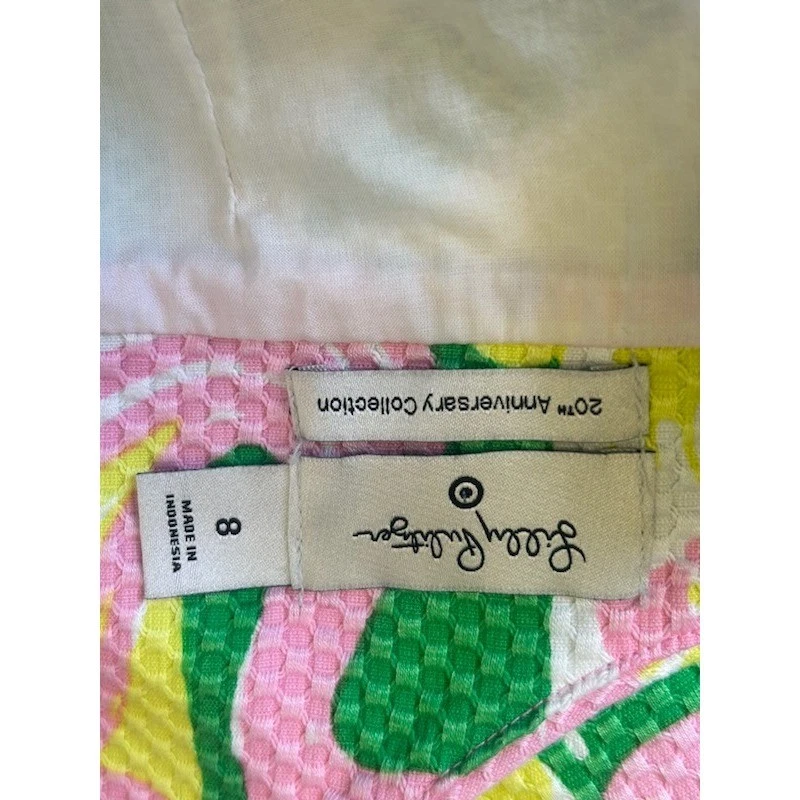 20TH Anniversary Collection
Lilly Pulitzer
8
MADE IN
INDONESIA